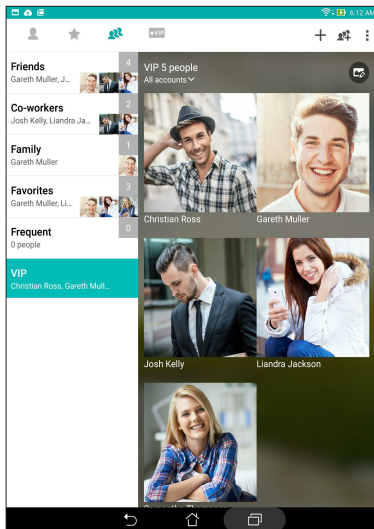 6:12 AM
VIP
Friends
4
Gareth Muller, J...
Co-workers
2
Josh Kelly, Liandra Ja...
Family
1
Gareth Muller
Favorites
3
Gareth Muller, Li...
Frequent
0
0 people
VIP
Christian Ross, Gareth Mull...
VIP 5 people
All accounts
Christian Ross
Gareth Muller
Josh Kelly
Liandra Jackson